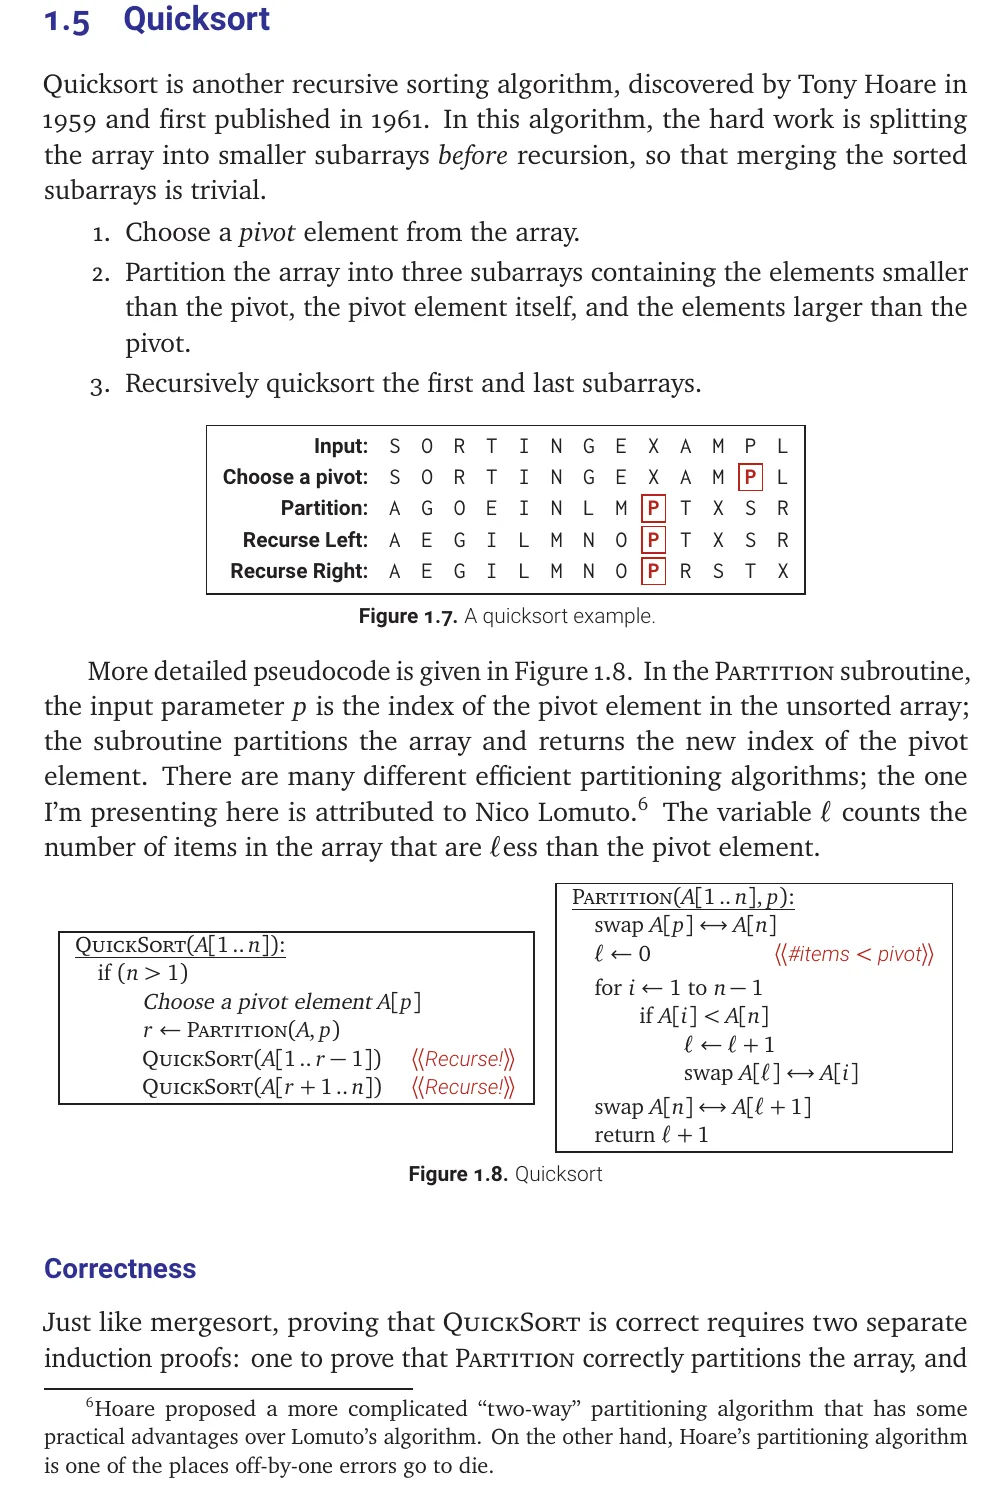 1.5 Quicksort
Quicksort is another recursive sorting algorithm, discovered by Tony Hoare in
1959 and first published in 1961. In this algorithm, the hard work is splitting
the array into smaller subarrays before recursion, so that merging the sorted
subarrays is trivial.
1. Choose a pivot element from the array.
2. Partition the array into three subarrays containing the elements smaller
than the pivot, the pivot element itself, and the elements larger than the
pivot.
3. Recursively quicksort the first and last subarrays.
Input: S O R T I N G E X A M P L
Choose a pivot: S O R T I N G E X A M P L
Partition: A G O E I N L M P T X S R
Recurse Left: A E G I L M N O P T X S R
Recurse Right: A E G I L M N O P R S T X
Figure 1.7. A quicksort example.
More detailed pseudocode is given in Figure 1.8. In the PARTITION subroutine,
the input parameter p is the index of the pivot element in the unsorted array;
the subroutine partitions the array and returns the new index of the pivot
element. There are many different efficient partitioning algorithms; the one
I'm presenting here is attributed to Nico Lomuto.⁶ The variable ℓ counts the
number of items in the array that are ℓess than the pivot element.
QUICKSORT(A[1 .. n]):
if (n > 1)
Choose a pivot element A[p]
r ← PARTITION(A, p)
QUICKSORT(A[1 .. r − 1]) ⟨⟨Recurse!⟩⟩
QUICKSORT(A[r + 1 .. n]) ⟨⟨Recurse!⟩⟩
PARTITION(A[1 .. n], p):
swap A[p] ↔ A[n]
ℓ ← 0 ⟨⟨#items < pivot⟩⟩
for i ← 1 to n − 1
if A[i] < A[n]
ℓ ← ℓ + 1
swap A[ℓ] ↔ A[i]
swap A[n] ↔ A[ℓ + 1]
return ℓ + 1
Figure 1.8. Quicksort
Correctness
Just like mergesort, proving that QUICKSORT is correct requires two separate
induction proofs: one to prove that PARTITION correctly partitions the array, and
⁶Hoare proposed a more complicated “two-way” partitioning algorithm that has some
practical advantages over Lomuto's algorithm. On the other hand, Hoare's partitioning algorithm
is one of the places off-by-one errors go to die.